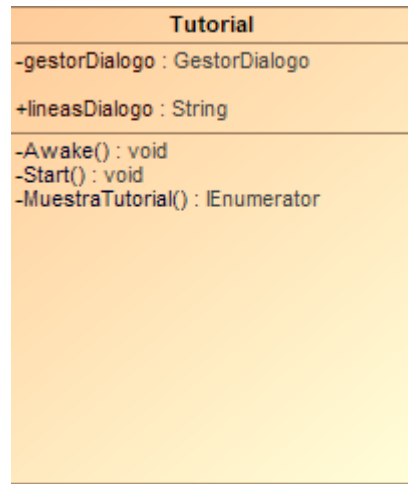 Tutorial
-gestorDialogo : GestorDialogo
+lineasDialogo : String
-Awake() : void
-Start() : void
-MuestraTutorial() : IEnumerator